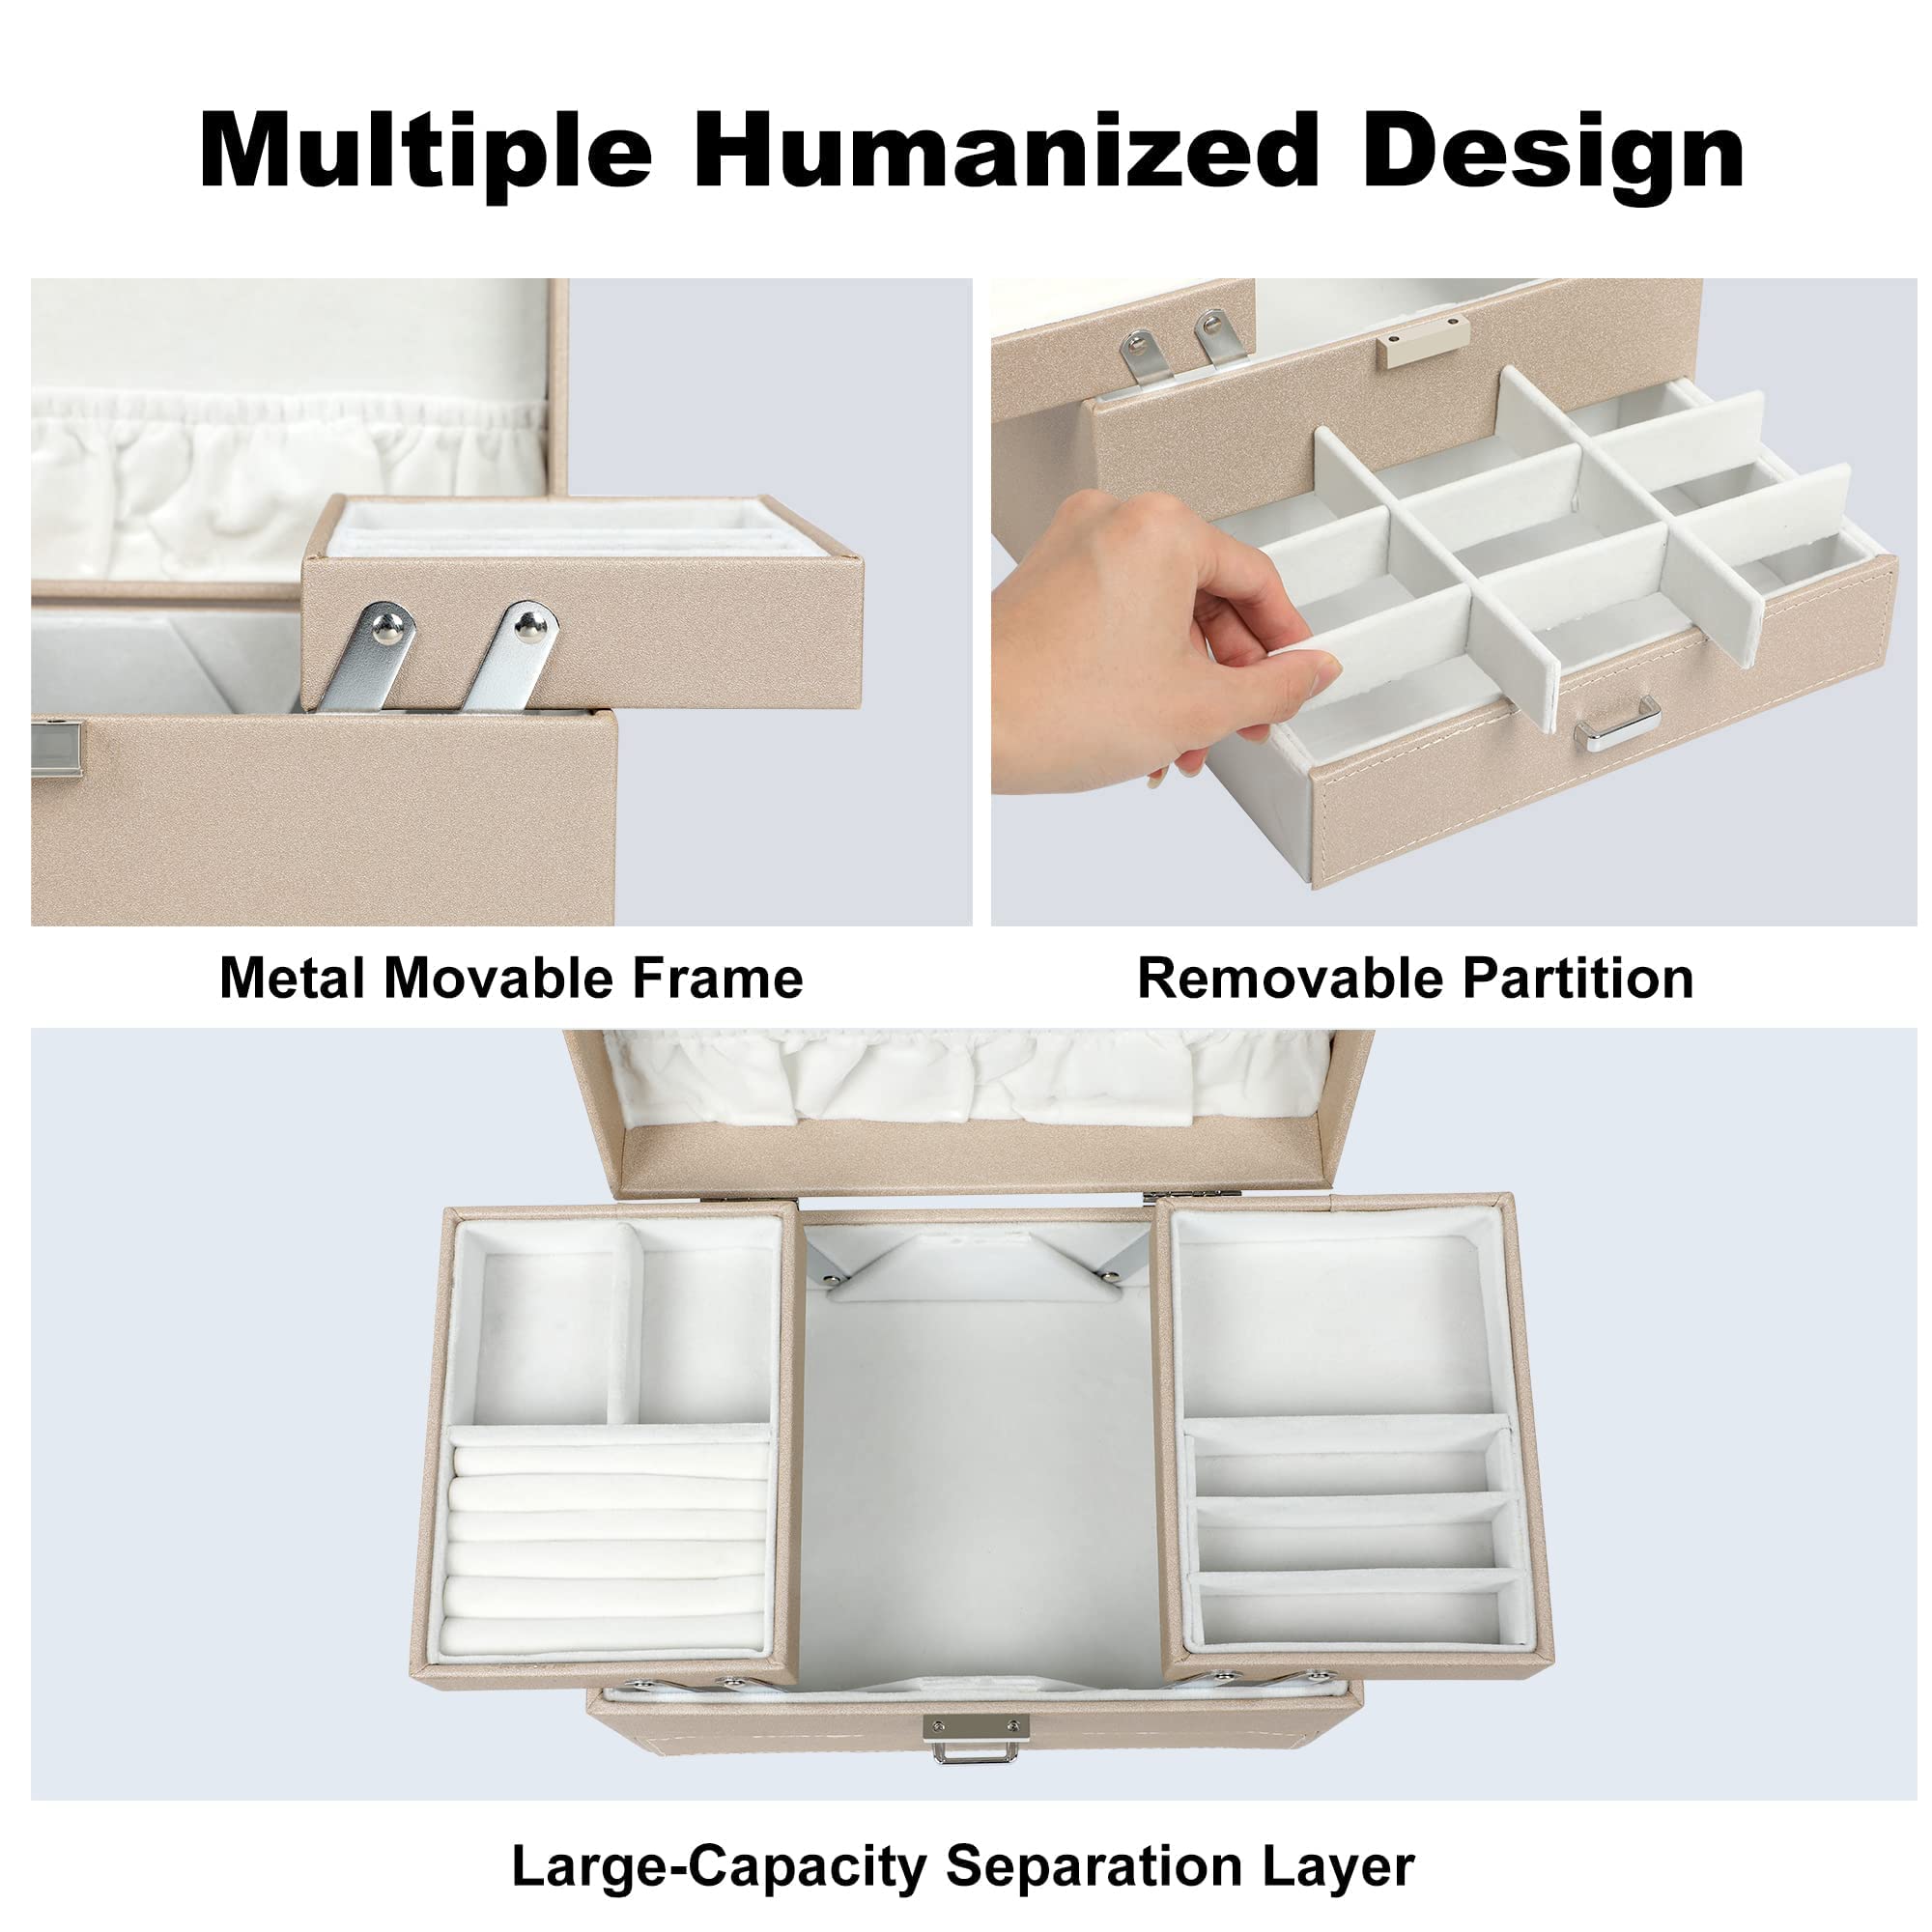 Multiple Humanized Design
Metal Movable Frame
Removable Partition
Large-Capacity Separation Layer